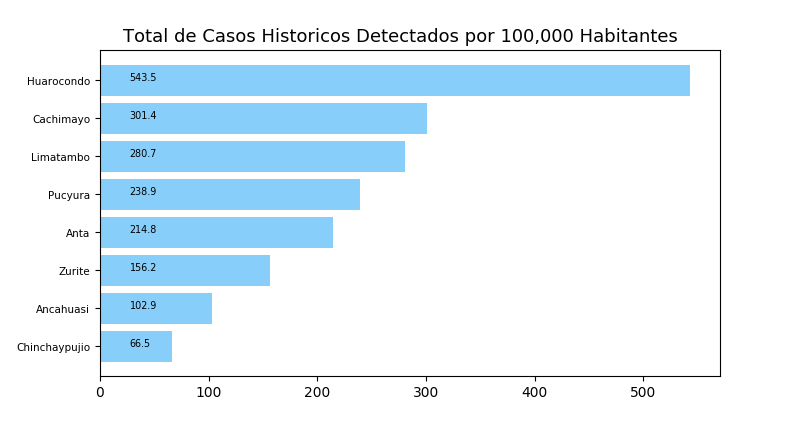 Total de Casos Historicos Detectados por 100,000 Habitantes
Huarocondo 543.5
Cachimayo 301.4
Limatambo 280.7
Pucyura 238.9
Anta 214.8
Zurite 156.2
Ancahuasi 102.9
Chinchaypujio 66.5
0 100 200 300 400 500